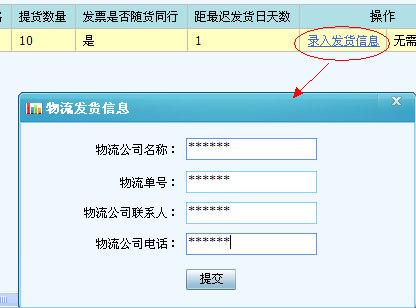 提货数量 发票是否随货同行 距最迟发货日天数 操作
10 是 1 录入发货信息 无需
物流发货信息
物流公司名称： ******
物流单号： ******
物流公司联系人： ******
物流公司电话： ******
提交